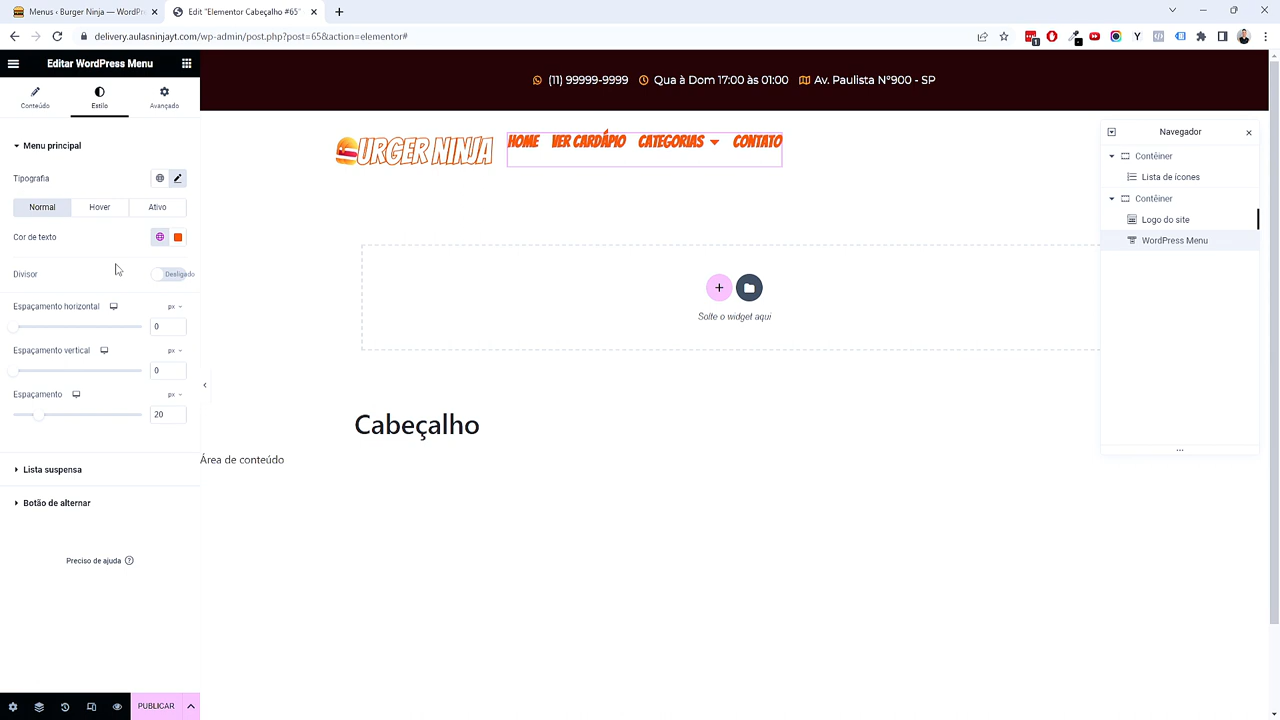 Menus ‹ Burger Ninja — WordPr
Edit "Elementor Cabeçalho #65"
delivery.aulasninjayt.com/wp-admin/post.php?post=65&action=elementor#
Editar WordPress Menu
Conteúdo
Estilo
Avançado
Menu principal
Tipografia
Normal
Hover
Ativo
Cor de texto
Divisor
Desligado
Espaçamento horizontal
px
0
Espaçamento vertical
px
0
Espaçamento
px
20
Lista suspensa
Botão de alternar
Preciso de ajuda
PUBLICAR
(11) 99999-9999
Qua à Dom 17:00 às 01:00
Av. Paulista N°900 - SP
URGER NINJA
HOME
VER CARDÁPIO
CATEGORIAS
CONTATO
Solte o widget aqui
Cabeçalho
Área de conteúdo
Navegador
Contêiner
Lista de ícones
Contêiner
Logo do site
WordPress Menu